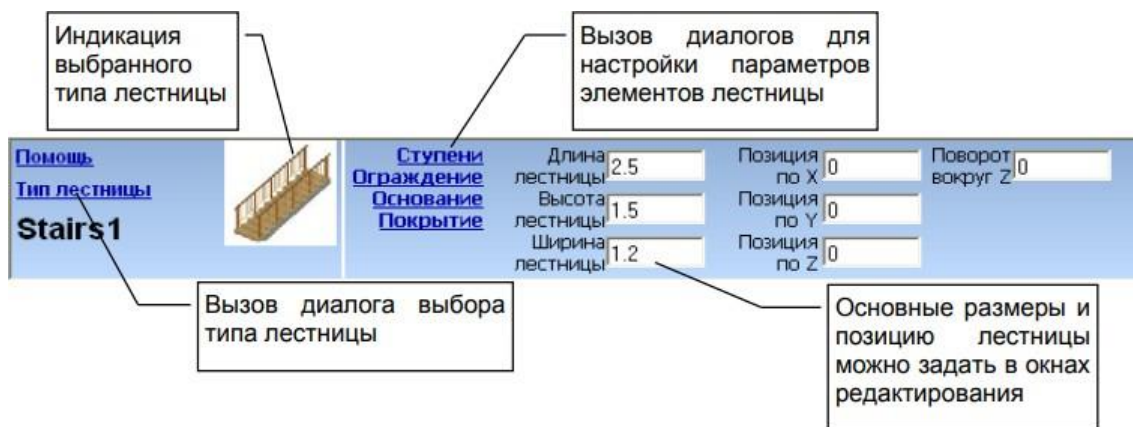 Индикация
выбранного
типа лестницы
Вызов диалогов для
настройки параметров
элементов лестницы
Помощь
Тип лестницы
Stairs1
Ступени
Ограждение
Основание
Покрытие
Длина
лестницы 2.5
Высота
лестницы 1.5
Ширина
лестницы 1.2
Позиция
по X 0
Позиция
по Y 0
Позиция
по Z 0
Поворот
вокруг Z 0
Вызов диалога выбора
типа лестницы
Основные размеры и
позицию лестницы
можно задать в окнах
редактирования